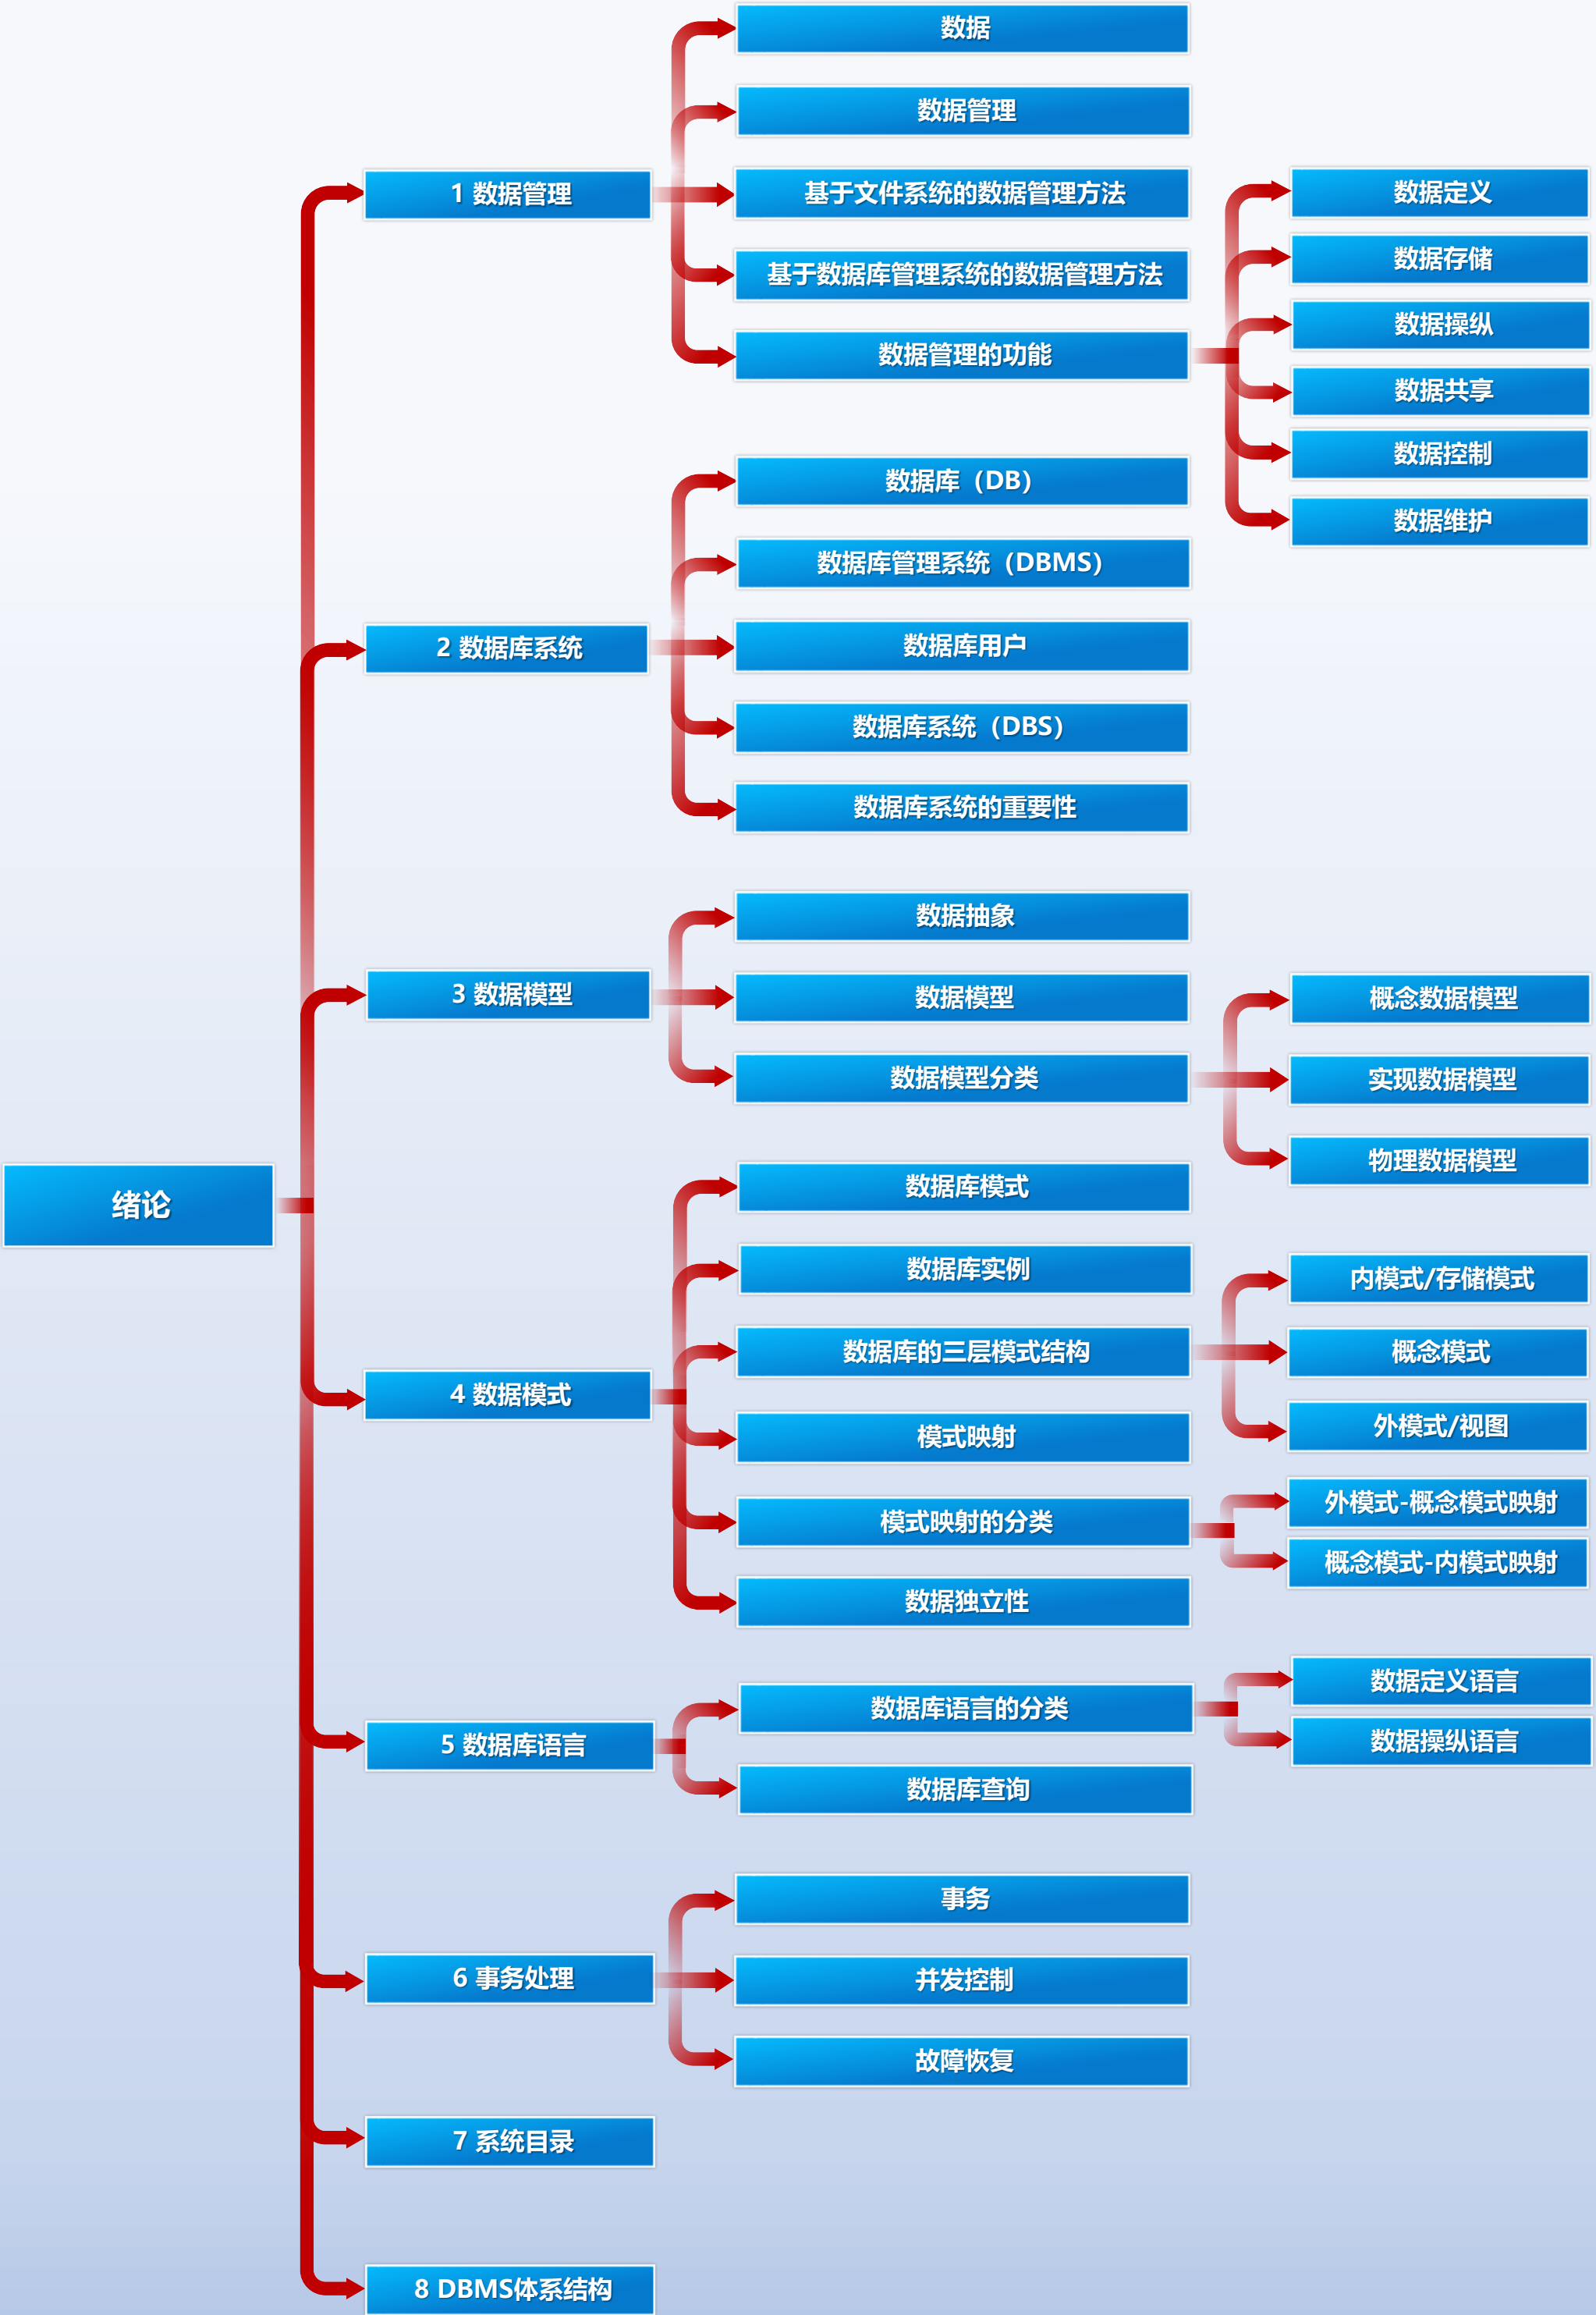 绪论
1 数据管理
数据
数据管理
基于文件系统的数据管理方法
基于数据库管理系统的数据管理方法
数据管理的功能
数据定义
数据存储
数据操纵
数据共享
数据控制
数据维护
2 数据库系统
数据库（DB）
数据库管理系统（DBMS）
数据库用户
数据库系统（DBS）
数据库系统的重要性
3 数据模型
数据抽象
数据模型
数据模型分类
概念数据模型
实现数据模型
物理数据模型
4 数据模式
数据库模式
数据库实例
数据库的三层模式结构
内模式/存储模式
概念模式
外模式/视图
模式映射
模式映射的分类
外模式-概念模式映射
概念模式-内模式映射
数据独立性
5 数据库语言
数据库语言的分类
数据定义语言
数据操纵语言
数据库查询
6 事务处理
事务
并发控制
故障恢复
7 系统目录
8 DBMS体系结构